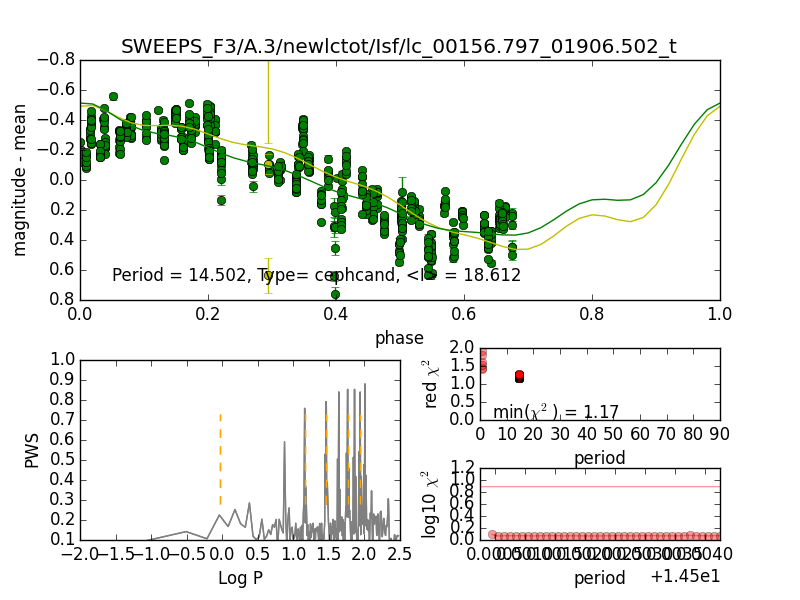 SWEEPS_F3/A.3/newlctot/Isf/lc_00156.797_01906.502_t
−0.8
−0.6
−0.4
−0.2
0.0
0.2
0.4
0.6
0.8
magnitude - mean
Period = 14.502, Type= cephcand, <I> = 18.612
0.0 0.2 0.4 0.6 0.8 1.0
phase
1.0
0.9
0.8
0.7
0.6
0.5
0.4
0.3
0.2
0.1
PWS
−2.0 −1.5 −1.0 −0.5 0.0 0.5 1.0 1.5 2.0 2.5
Log P
2.0
1.5
1.0
0.5
0.0
red χ²
min(χ² ) = 1.17
0 10 20 30 40 50 60 70 80 90
period
1.2
1.0
0.8
0.6
0.4
0.2
0.0
log10 χ²
period
+1.45e1